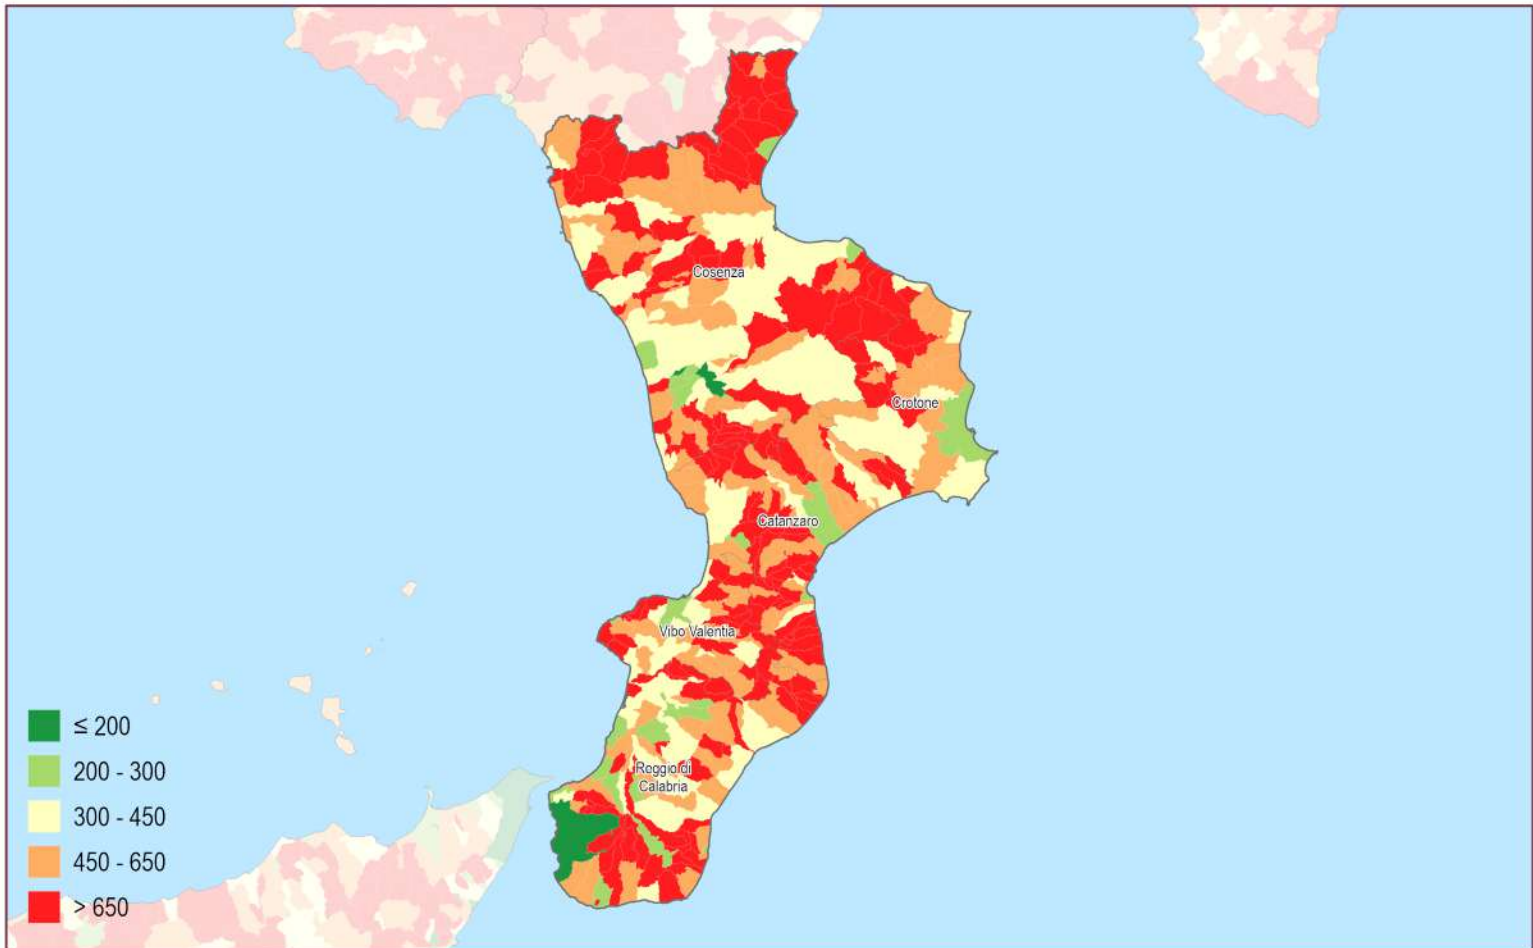 Cosenza
Crotone
Catanzaro
Vibo Valentia
Reggio di
Calabria
≤ 200
200 - 300
300 - 450
450 - 650
> 650